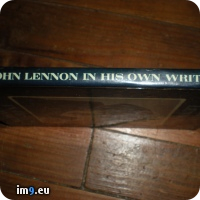 OHN LENNON IN HIS OWN WRIT
im9.eu